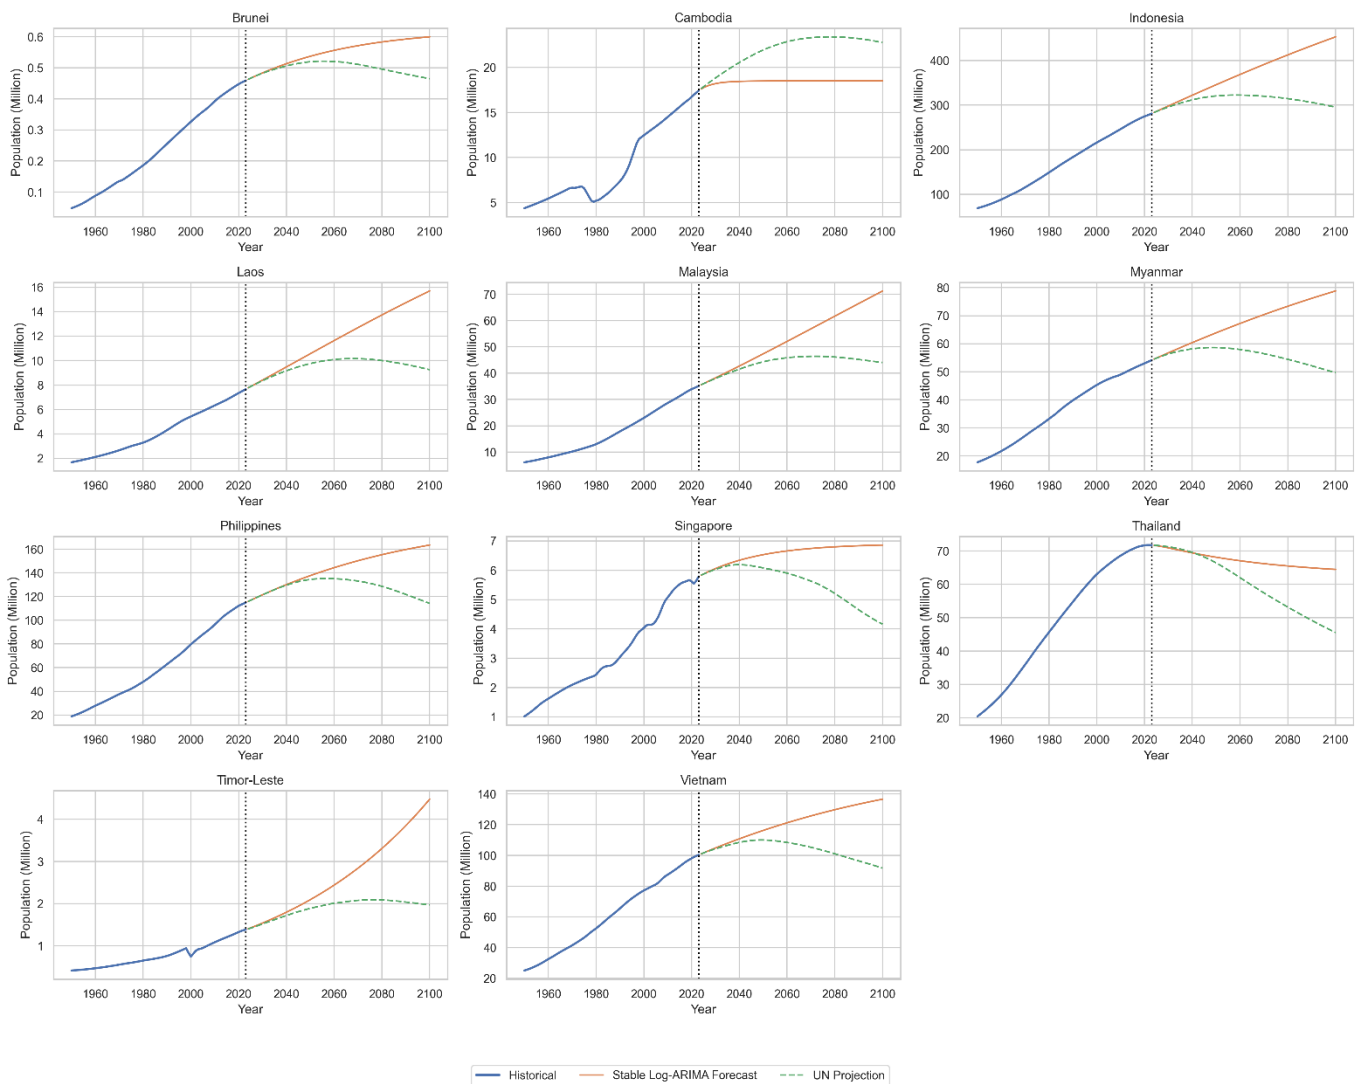 Brunei
Population (Million)
0.6
0.5
0.4
0.3
0.2
0.1
1960 1980 2000 2020 2040 2060 2080 2100
Year
Cambodia
Population (Million)
20
15
10
5
1960 1980 2000 2020 2040 2060 2080 2100
Year
Indonesia
Population (Million)
400
300
200
100
1960 1980 2000 2020 2040 2060 2080 2100
Year
Laos
Population (Million)
16
14
12
10
8
6
4
2
1960 1980 2000 2020 2040 2060 2080 2100
Year
Malaysia
Population (Million)
70
60
50
40
30
20
10
1960 1980 2000 2020 2040 2060 2080 2100
Year
Myanmar
Population (Million)
80
70
60
50
40
30
20
1960 1980 2000 2020 2040 2060 2080 2100
Year
Philippines
Population (Million)
160
140
120
100
80
60
40
20
1960 1980 2000 2020 2040 2060 2080 2100
Year
Singapore
Population (Million)
7
6
5
4
3
2
1
1960 1980 2000 2020 2040 2060 2080 2100
Year
Thailand
Population (Million)
70
60
50
40
30
20
1960 1980 2000 2020 2040 2060 2080 2100
Year
Timor-Leste
Population (Million)
4
3
2
1
1960 1980 2000 2020 2040 2060 2080 2100
Year
Vietnam
Population (Million)
140
120
100
80
60
40
20
1960 1980 2000 2020 2040 2060 2080 2100
Year
Historical Stable Log-ARIMA Forecast UN Projection